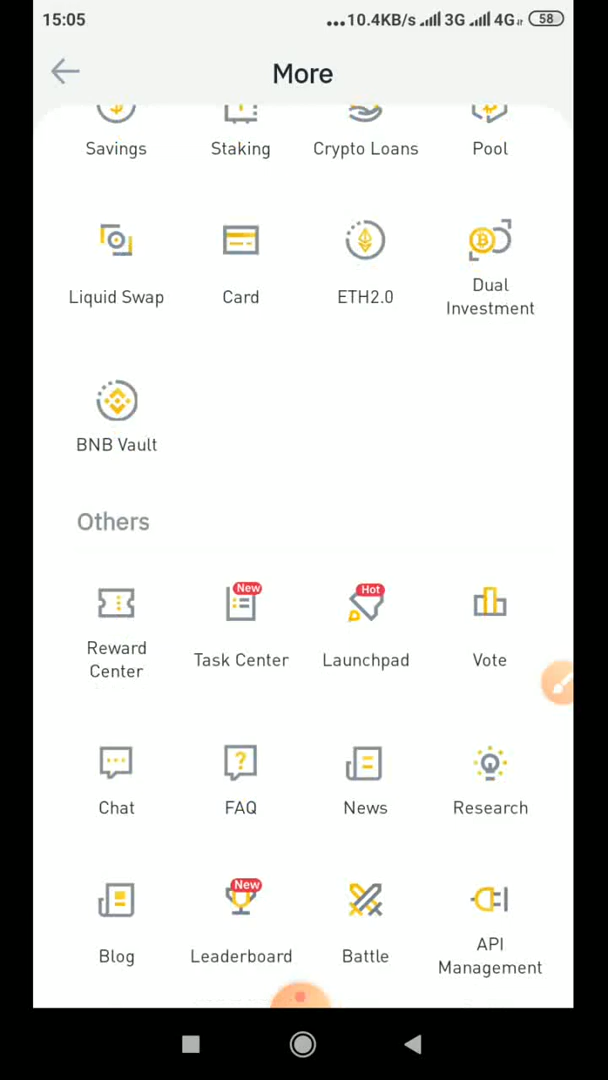 15:05 ...10.4KB/s 3G 4G 58
More
Savings Staking Crypto Loans Pool
Liquid Swap Card ETH2.0 Dual Investment
BNB Vault
Others
New Hot
Reward Center Task Center Launchpad Vote
Chat FAQ News Research
New
Blog Leaderboard Battle API Management